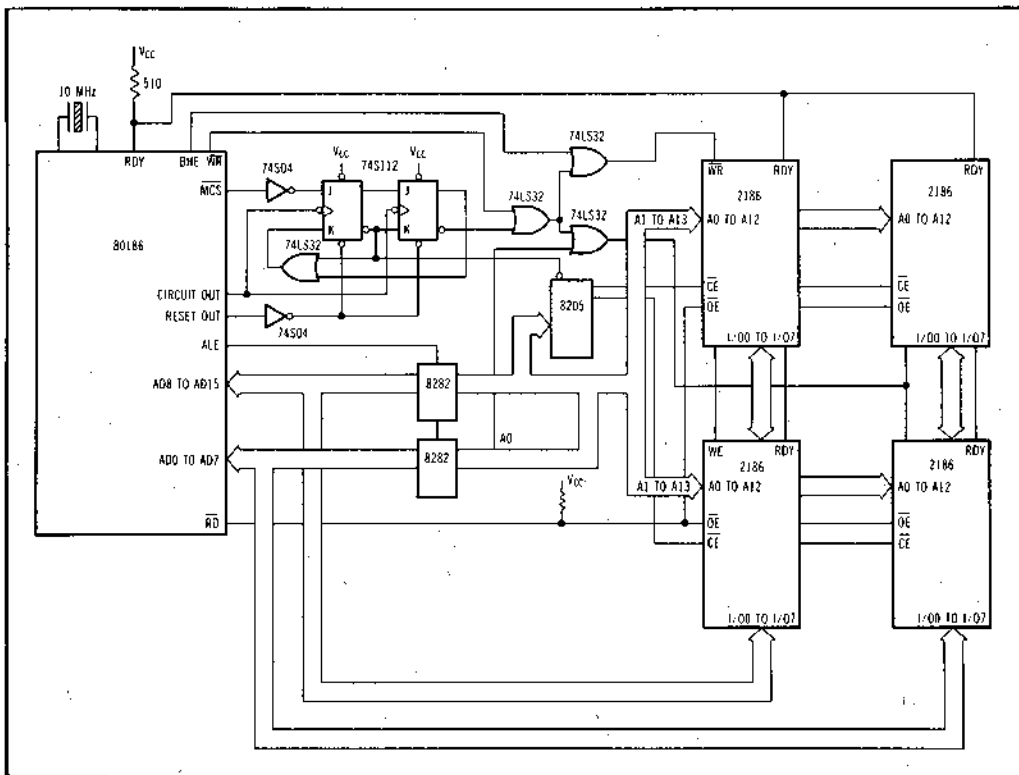 VCC
510
10 MHz
RDY
BHE
WR
MCS
80186
CIRCUIT OUT
RESET OUT
ALE
AD8 TO AD15
AD0 TO AD7
RD
74S04
VCC
74S112
VCC
J
K
J
K
74LS32
74S04
74LS32
74LS32
74LS32
8205
8282
8282
A0
VCC
A1 TO A13
A1 TO A13
WR
RDY
2186
A0 TO A12
CE
OE
I/O0 TO I/O7
RDY
2186
A0 TO A12
CE
OE
I/O0 TO I/O7
WE
RDY
2186
A0 TO A12
OE
CE
I/O0 TO I/O7
RDY
2186
A0 TO A12
OE
CE
I/O0 TO I/O7